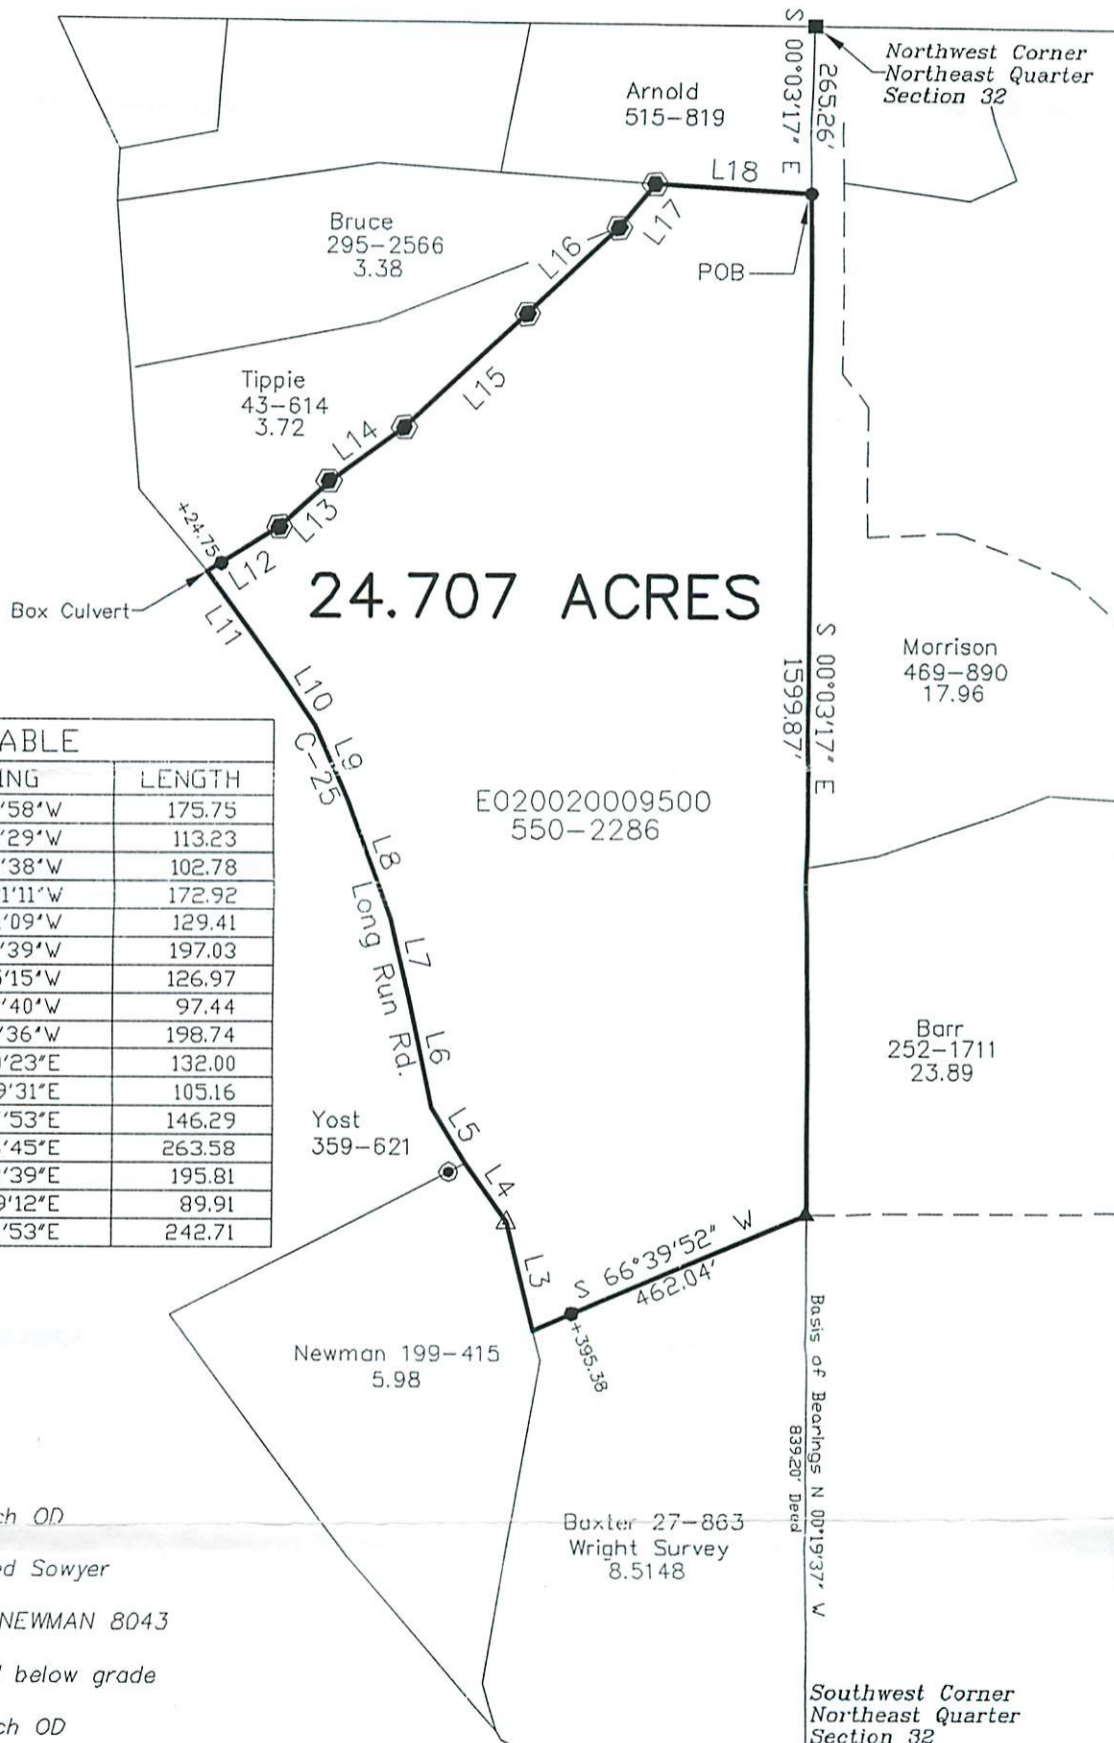 Northwest Corner
Northeast Quarter
Section 32
S 00°03'17" E
265.26'
Arnold
515-819
L18
L17
L16
POB
Bruce
295-2566
3.38
L15
Tippie
43-614
3.72
L14
L13
+24.75
L12
Box Culvert
24.707 ACRES
L11
S 00°03'17" E
1599.87'
Morrison
469-890
17.96
L10
L9
C-25
E020020009500
550-2286
L8
Long Run Rd.
L7
L6
ABLE
ING LENGTH
'58"W 175.75
'29"W 113.23
'38"W 102.78
1'11"W 172.92
'09"W 129.41
'39"W 197.03
'15"W 126.97
'40"W 97.44
'36"W 198.74
'23"E 132.00
9'31"E 105.16
'53"E 146.29
'45"E 263.58
'39"E 195.81
9'12"E 89.91
'53"E 242.71
Barr
252-1711
23.89
Yost
359-621
L5
L4
L3
S 66°39'52" W
462.04'
+395.38
Newman 199-415
5.98
Basis of Bearings N 00°19'37" W
839.20' Deed
Baxter 27-863
Wright Survey
8.5148
ch OD
ed Sowyer
NEWMAN 8043
d below grade
ch OD
Southwest Corner
Northeast Quarter
Section 32